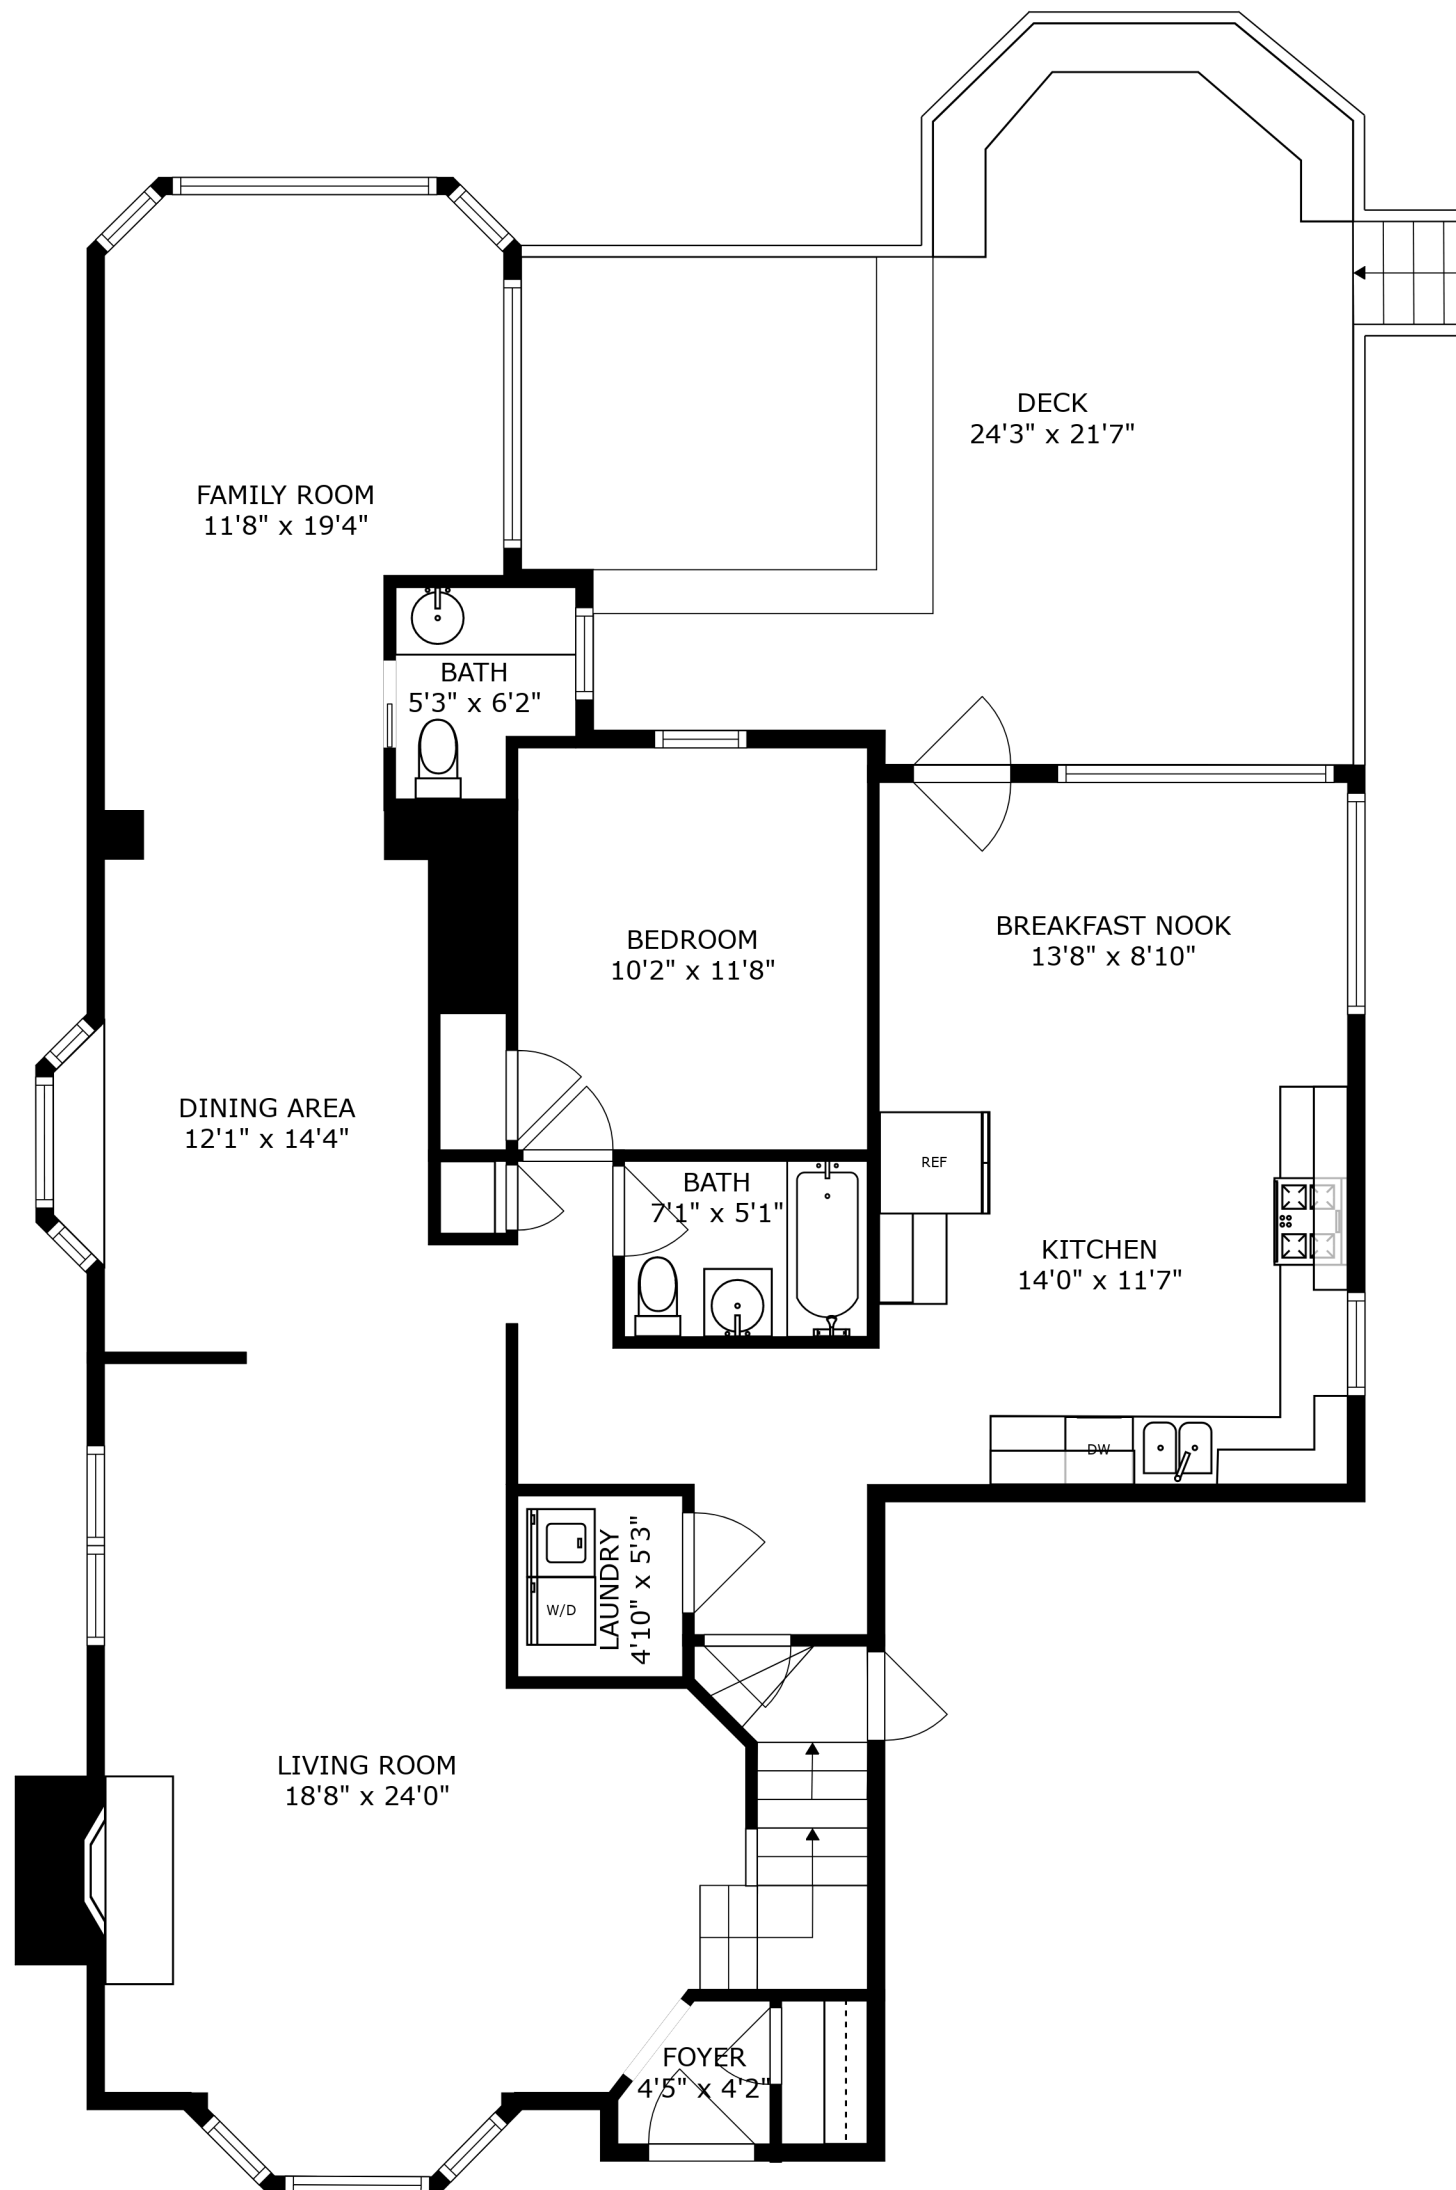 DECK
24'3" x 21'7"
FAMILY ROOM
11'8" x 19'4"
BATH
5'3" x 6'2"
BREAKFAST NOOK
13'8" x 8'10"
BEDROOM
10'2" x 11'8"
DINING AREA
12'1" x 14'4"
REF
BATH
7'1" x 5'1"
KITCHEN
14'0" x 11'7"
DW
LAUNDRY
4'10" x 5'3"
W/D
LIVING ROOM
18'8" x 24'0"
FOYER
4'5" x 4'2"